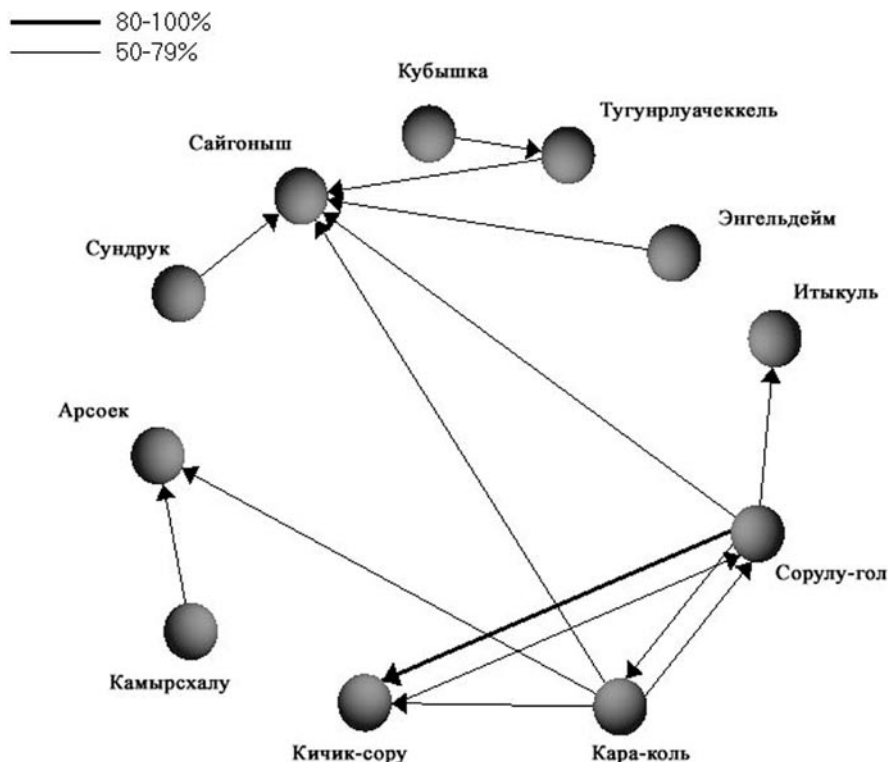 80-100%
50-79%
Кубышка
Тугунрлуачеккель
Сайгоныш
Энгельдейм
Сундрук
Итыкуль
Арсоек
Сорулу-гол
Камырсхалу
Кичик-сору
Кара-коль